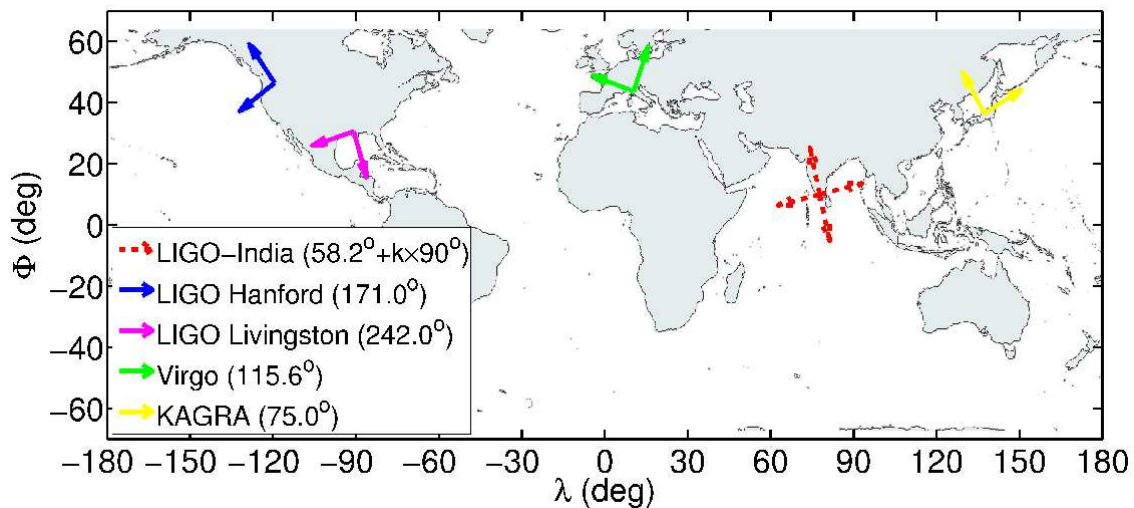 60
40
20
0
−20
−40
−60
Φ (deg)
LIGO−India (58.2°+k×90°)
LIGO Hanford (171.0°)
LIGO Livingston (242.0°)
Virgo (115.6°)
KAGRA (75.0°)
−180 −150 −120 −90 −60 −30 0 30 60 90 120 150 180
λ (deg)